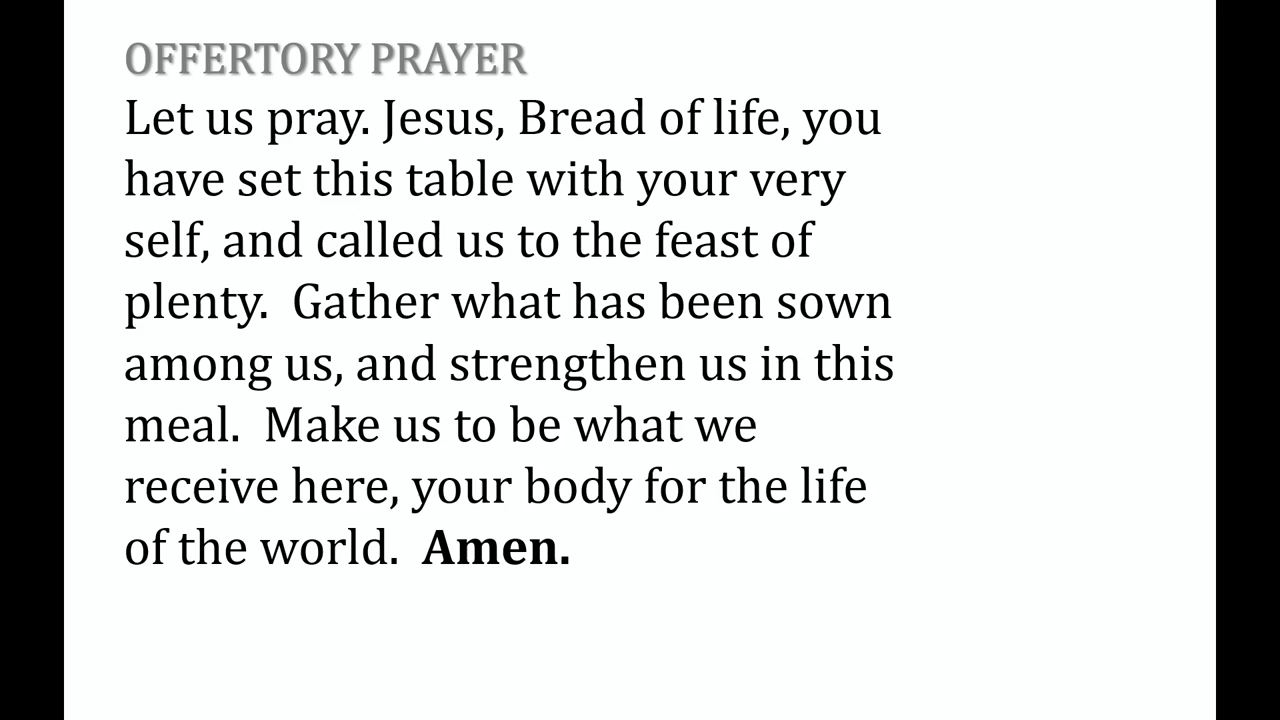 OFFERTORY PRAYER
Let us pray. Jesus, Bread of life, you
have set this table with your very
self, and called us to the feast of
plenty.  Gather what has been sown
among us, and strengthen us in this
meal.  Make us to be what we
receive here, your body for the life
of the world.  Amen.